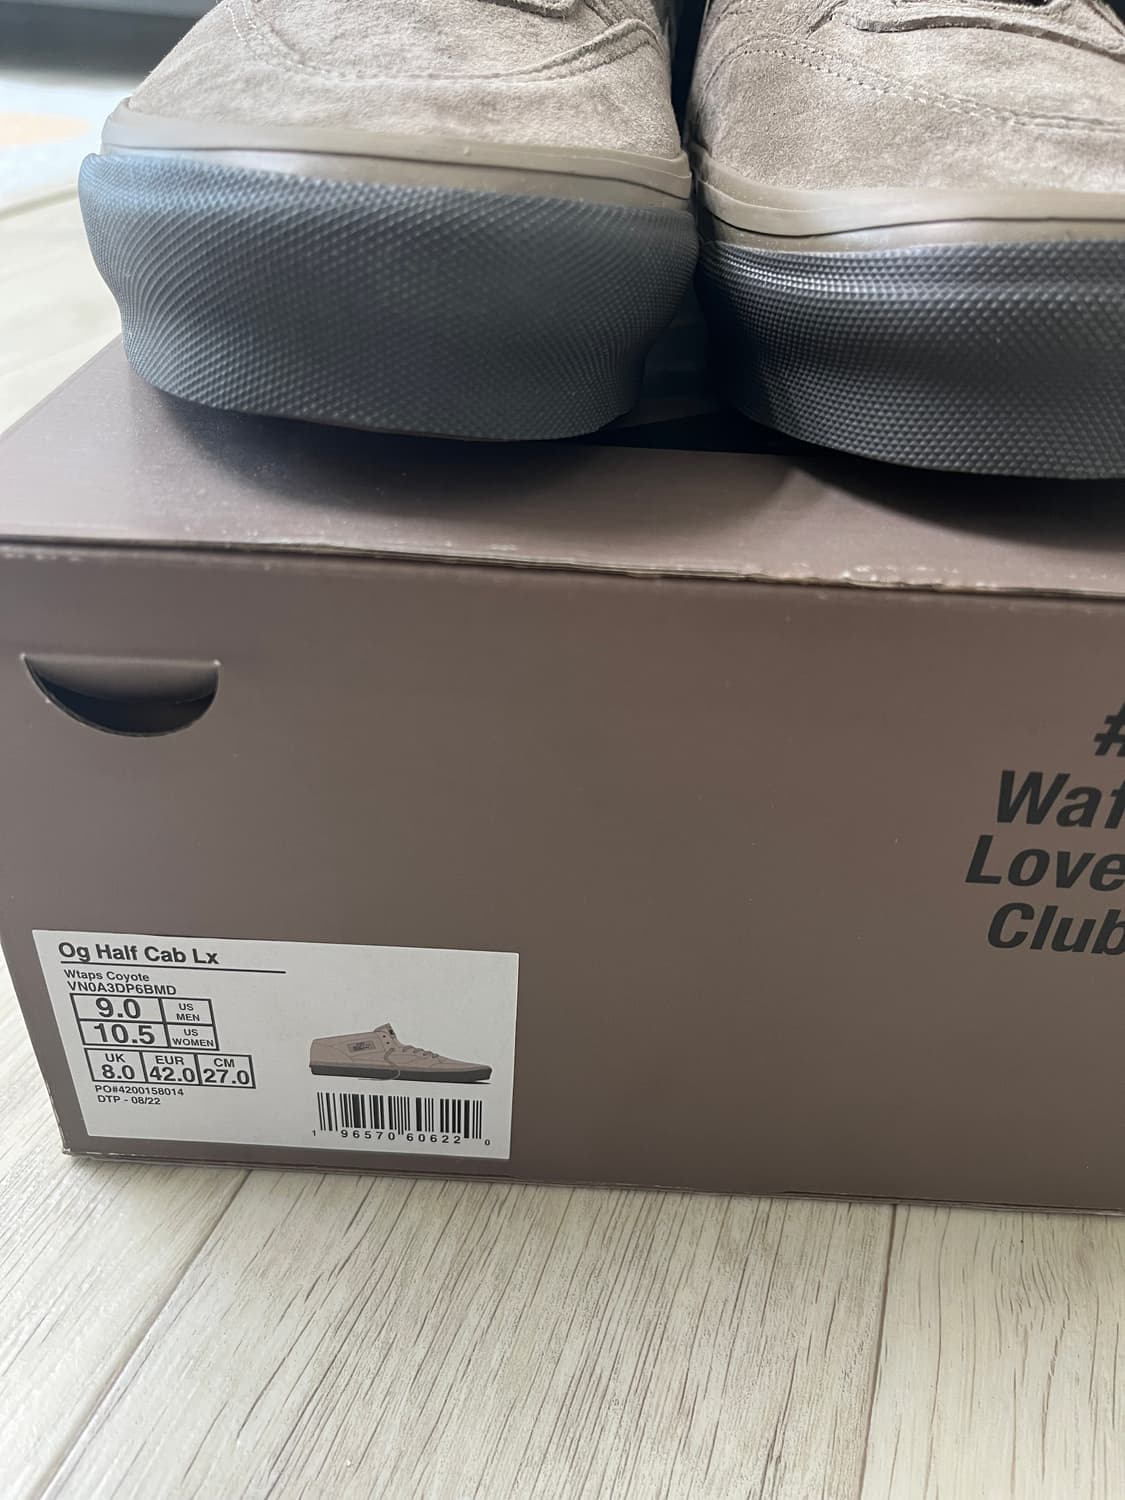 #
Waf
Love
Club
Og Half Cab Lx
Wtaps Coyote
VN0A3DP6BMD
9.0 US MEN
10.5 US WOMEN
UK EUR CM
8.0 42.0 27.0
PO#4200158014
DTP - 08/22
1 96570 60622 0